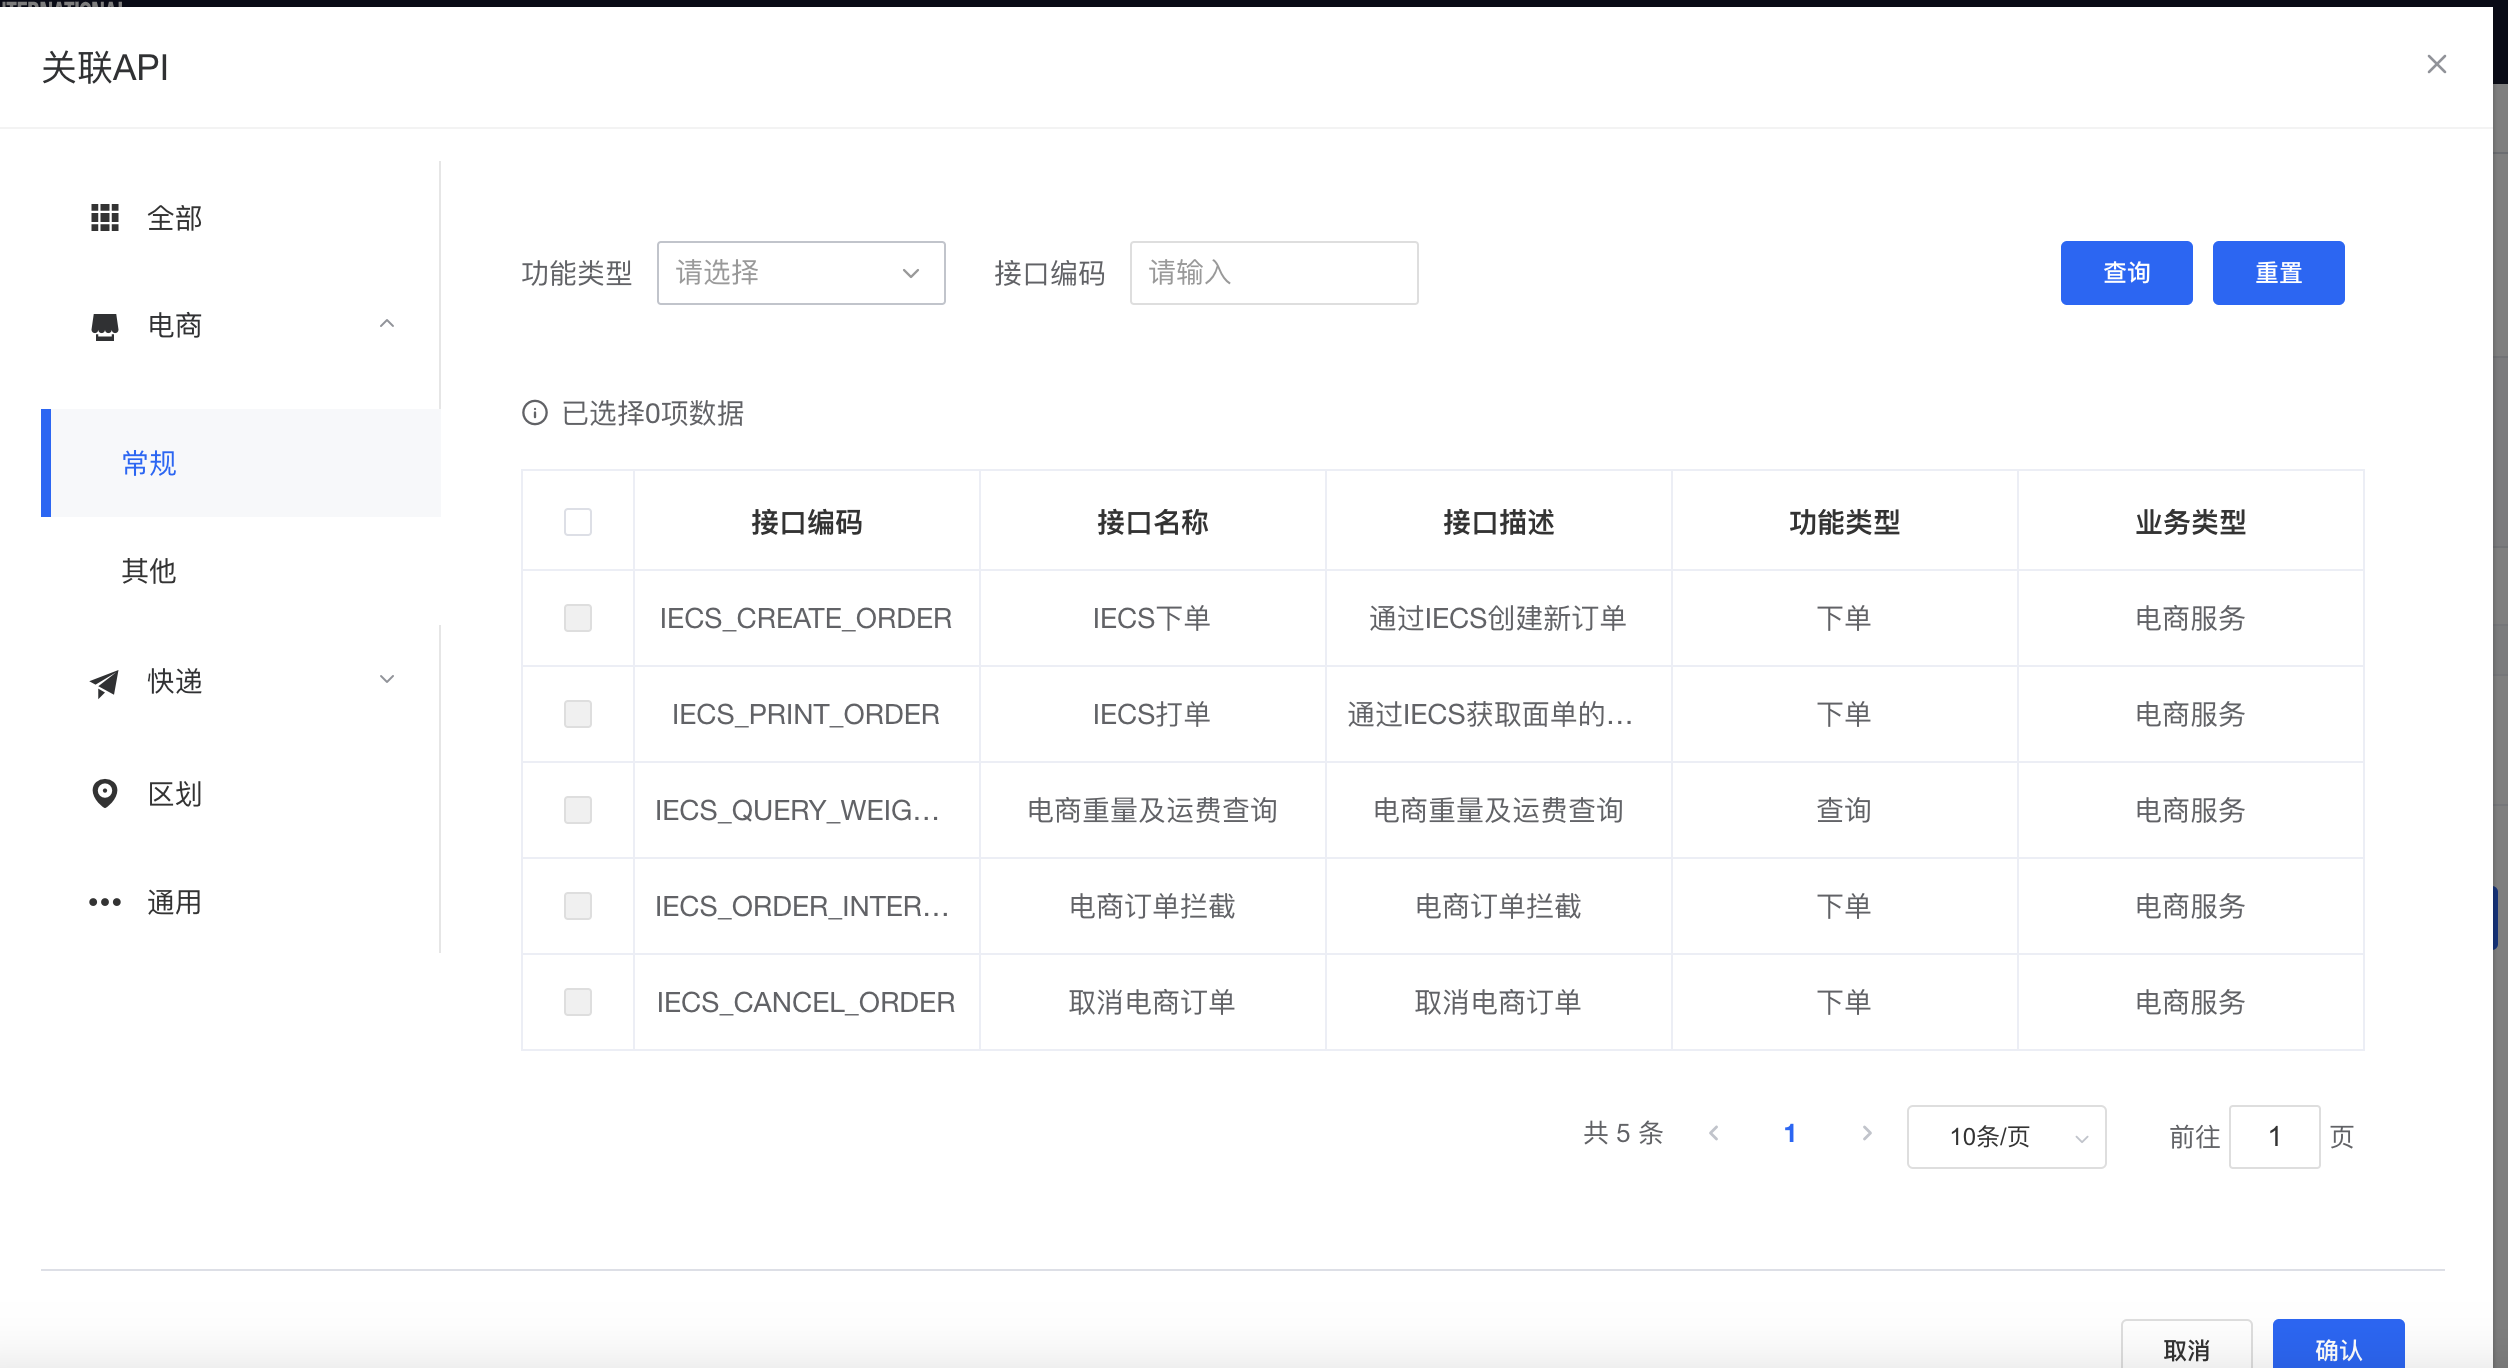 关联API
全部
电商
常规
其他
快递
区划
通用
功能类型 请选择 接口编码 请输入 查询 重置
已选择0项数据
接口编码 接口名称 接口描述 功能类型 业务类型
IECS_CREATE_ORDER IECS下单 通过IECS创建新订单 下单 电商服务
IECS_PRINT_ORDER IECS打单 通过IECS获取面单的... 下单 电商服务
IECS_QUERY_WEIG... 电商重量及运费查询 电商重量及运费查询 查询 电商服务
IECS_ORDER_INTER... 电商订单拦截 电商订单拦截 下单 电商服务
IECS_CANCEL_ORDER 取消电商订单 取消电商订单 下单 电商服务
共 5 条 1 10条/页 前往 1 页
取消 确认